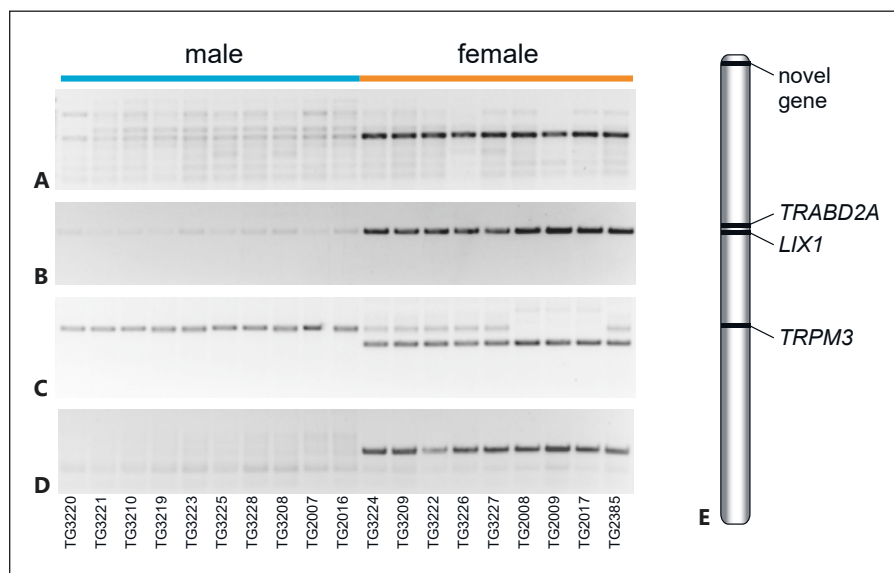 male female
novel
gene
A
TRABD2A
B
LIX1
TRPM3
C
D
E
TG3220
TG3221
TG3210
TG3219
TG3223
TG3225
TG3228
TG3208
TG2007
TG2016
TG3224
TG3209
TG3222
TG3226
TG3227
TG2008
TG2009
TG2017
TG2385